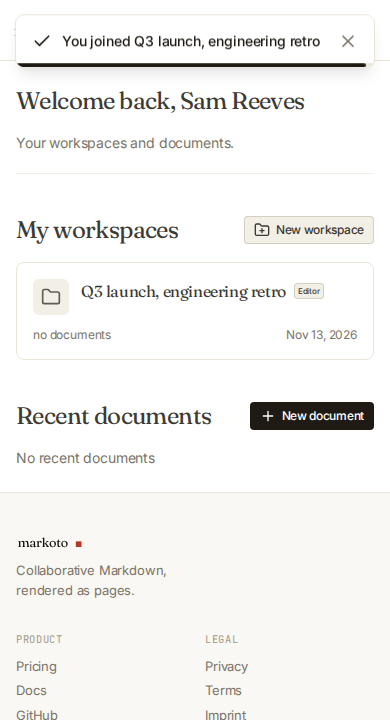 You joined Q3 launch, engineering retro
Welcome back, Sam Reeves
Your workspaces and documents.
My workspaces
New workspace
Q3 launch, engineering retro
Editor
no documents
Nov 13, 2026
Recent documents
New document
No recent documents
markoto
Collaborative Markdown,
rendered as pages.
PRODUCT
LEGAL
Pricing
Privacy
Docs
Terms
GitHub
Imprint